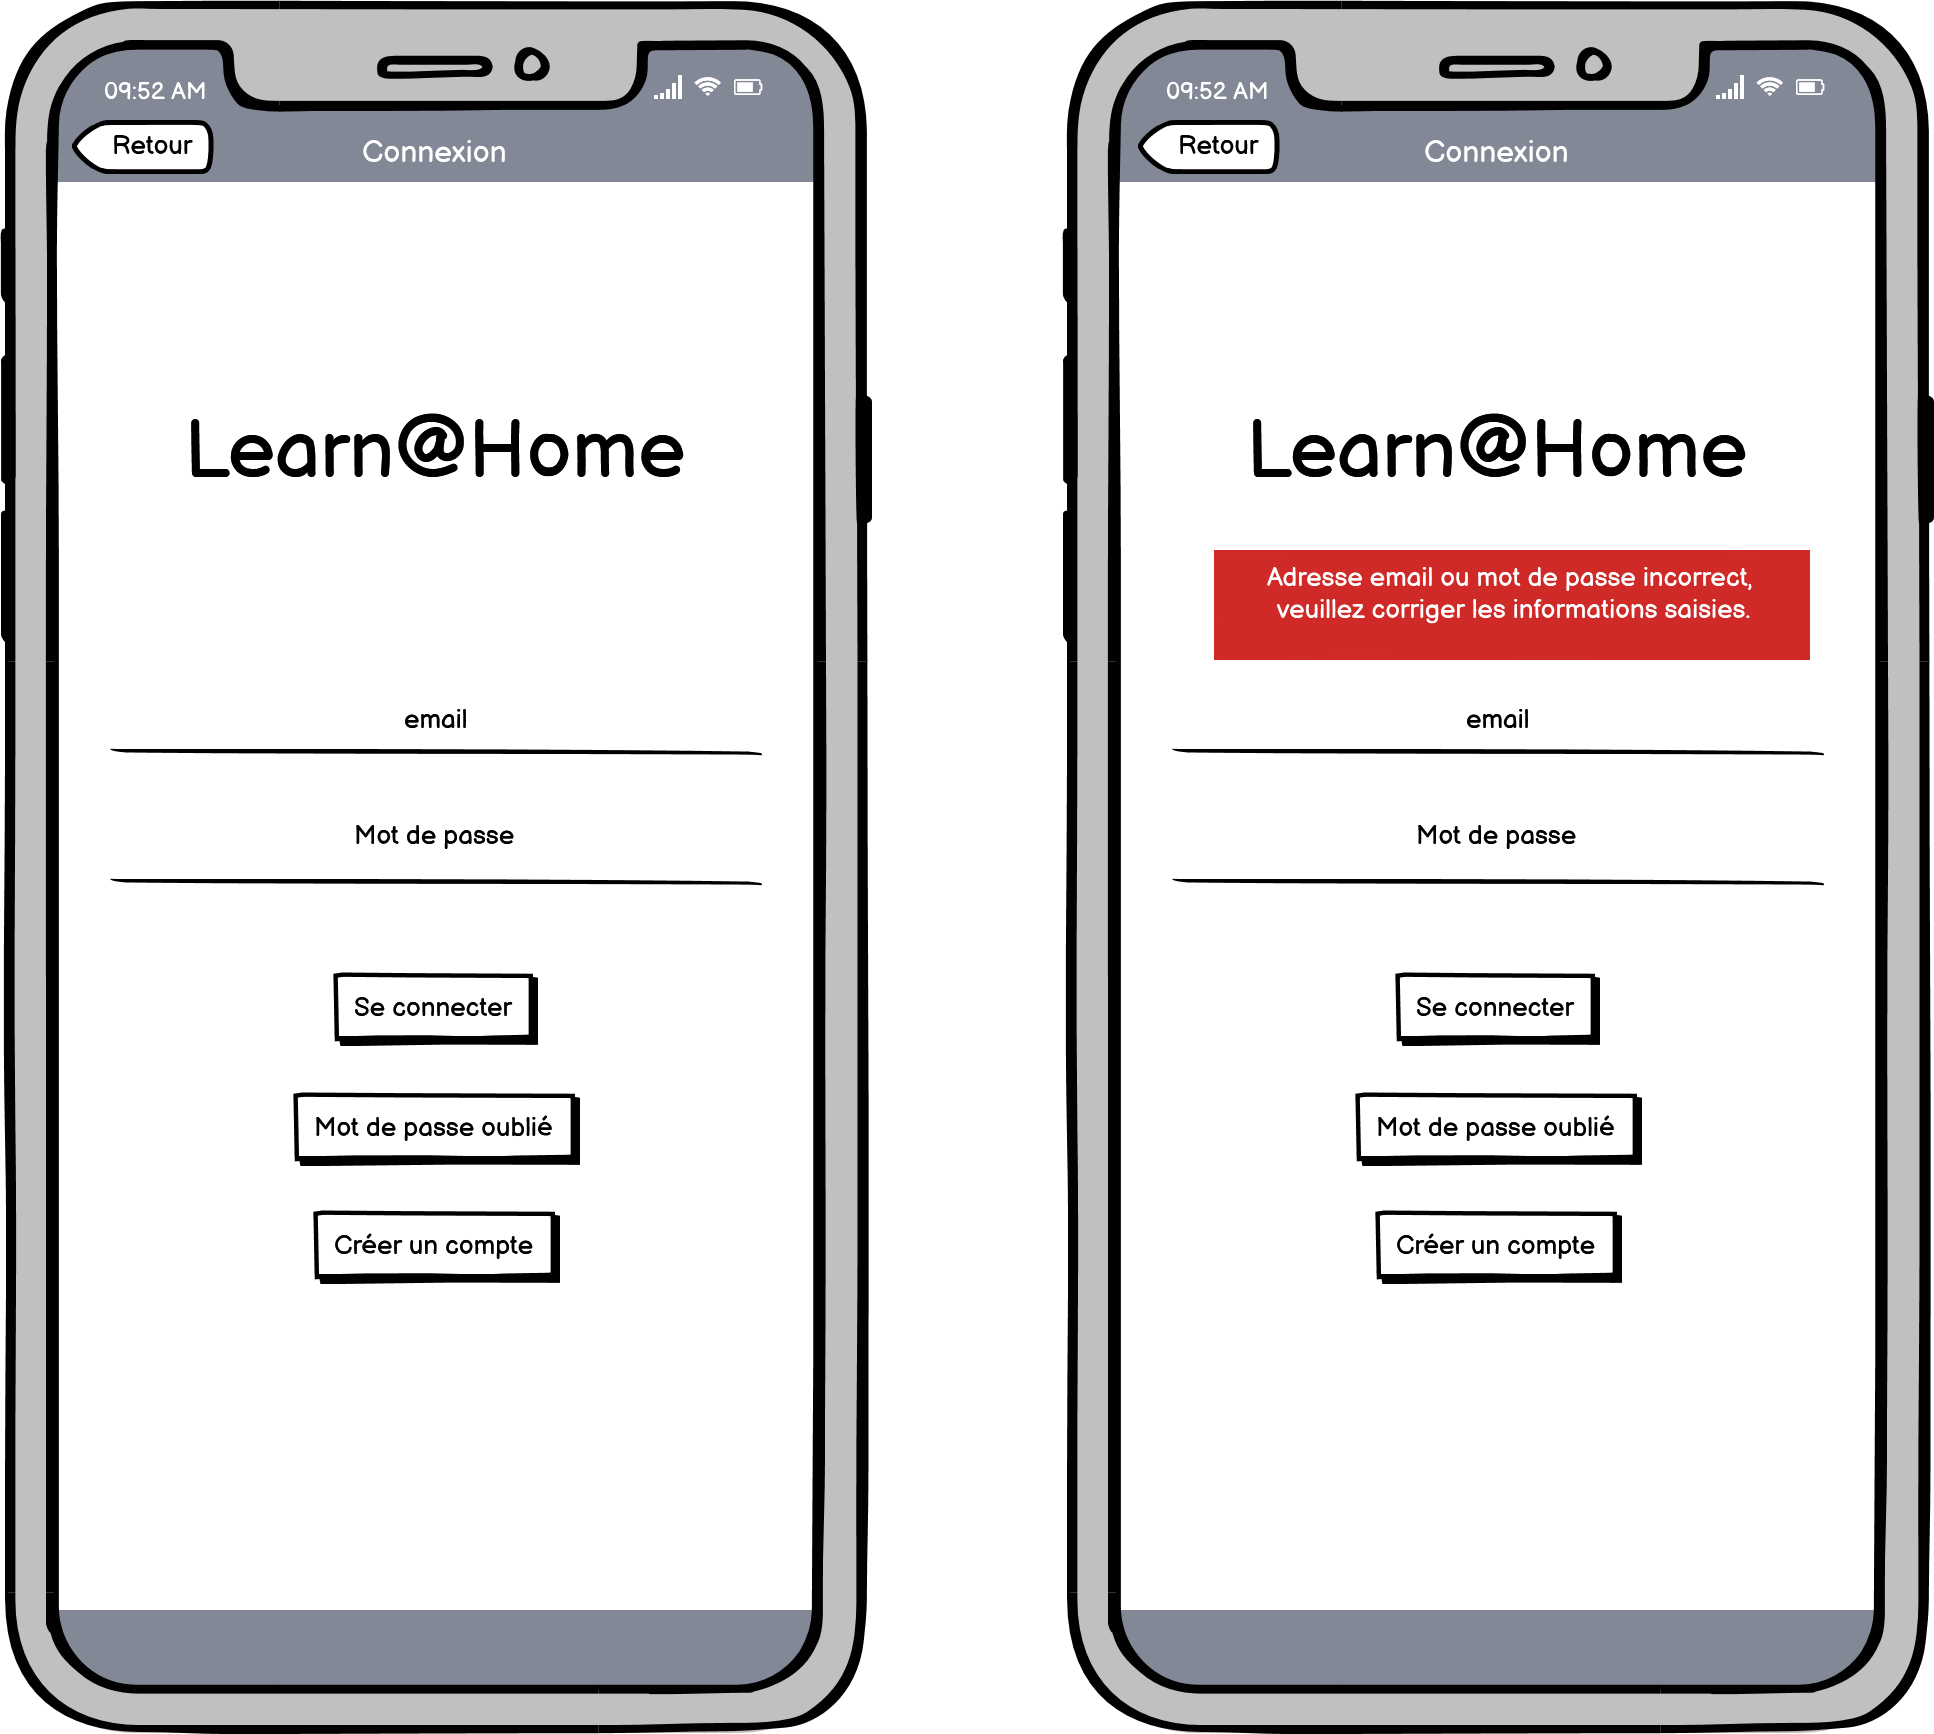 09:52 AM
Retour
Connexion
Learn@Home
email
Mot de passe
Se connecter
Mot de passe oublié
Créer un compte
09:52 AM
Retour
Connexion
Learn@Home
Adresse email ou mot de passe incorrect,
veuillez corriger les informations saisies.
email
Mot de passe
Se connecter
Mot de passe oublié
Créer un compte